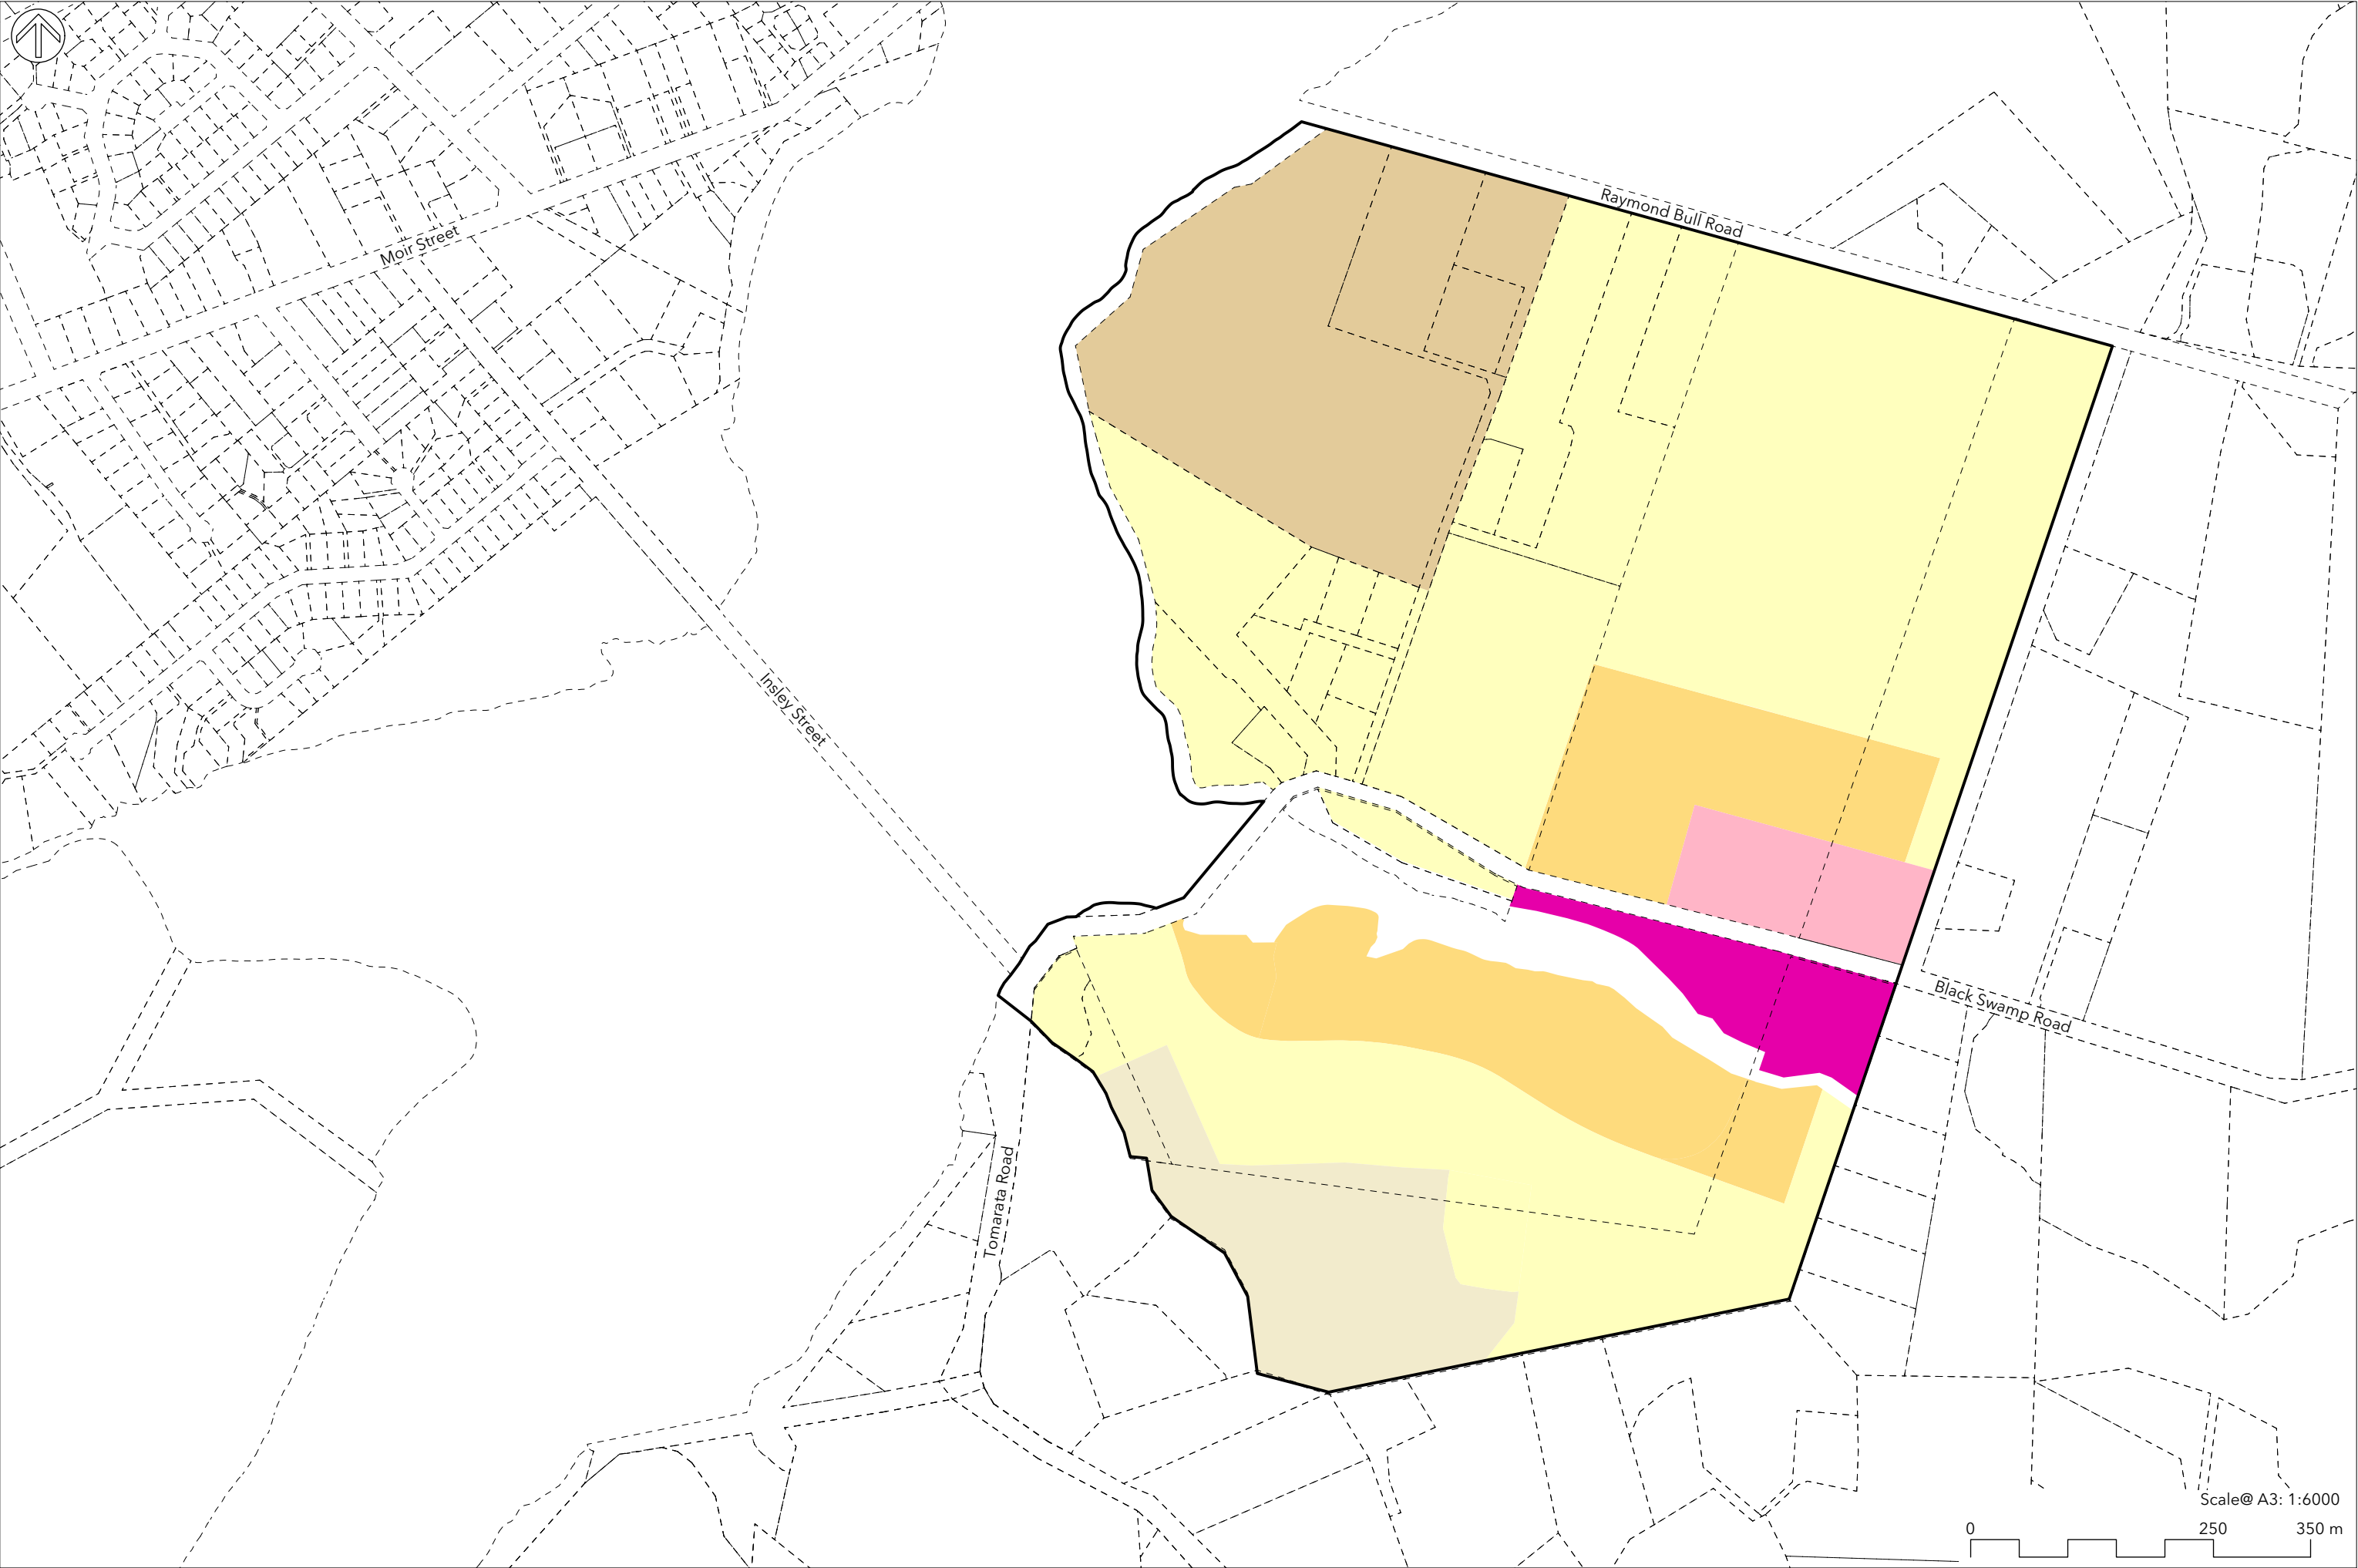 Raymond Bull Road
Moir Street
Insley Street
Black Swamp Road
Tomarata Road
Scale@ A3: 1:6000
0 250 350 m